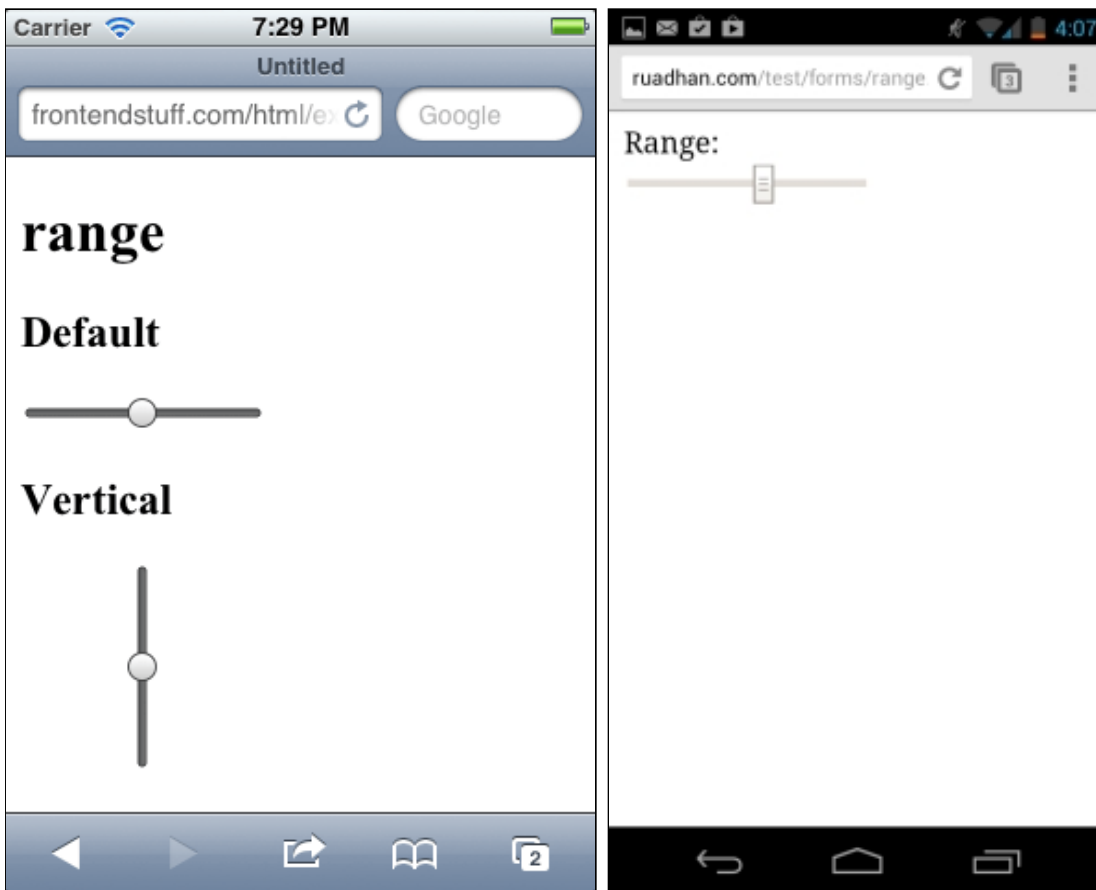 Carrier 7:29 PM
Untitled
frontendstuff.com/html/ex
Google
range
Default
Vertical
2
4:07
ruadhan.com/test/forms/range
3
Range: